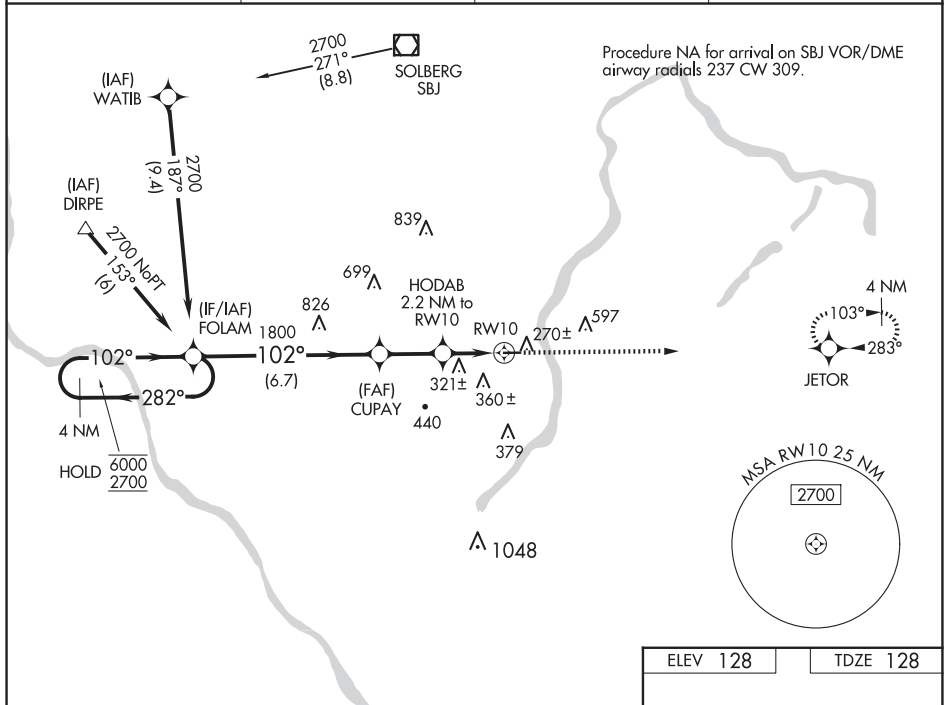 2700
271°
(8.8)
SOLBERG
SBJ
Procedure NA for arrival on SBJ VOR/DME
airway radials 237 CW 309.
(IAF)
WATIB
2700
187°
(9.4)
(IAF)
DIRPE
2700 NoPT
153°
(6)
839
699
826
HODAB
2.2 NM to
RW10
(IF/IAF)
FOLAM
1800
102°
(6.7)
RW10
270±
597
4 NM
103°
283°
JETOR
102°
282°
4 NM
HOLD
6000
2700
(FAF)
CUPAY
321±
360±
440
379
1048
MSA RW10 25 NM
2700
ELEV 128
TDZE 128